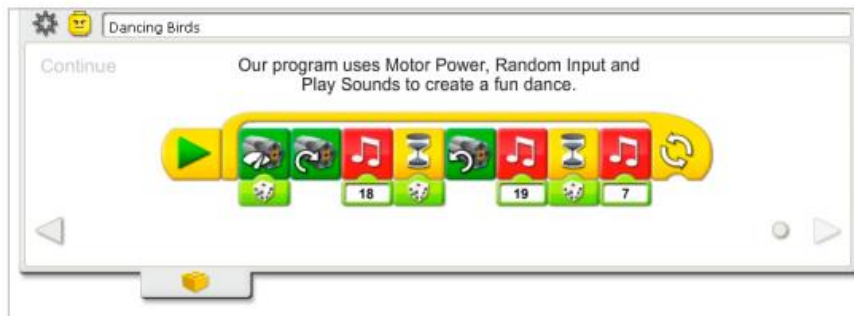 Dancing Birds
Continue
Our program uses Motor Power, Random Input and
Play Sounds to create a fun dance.
18 19 7